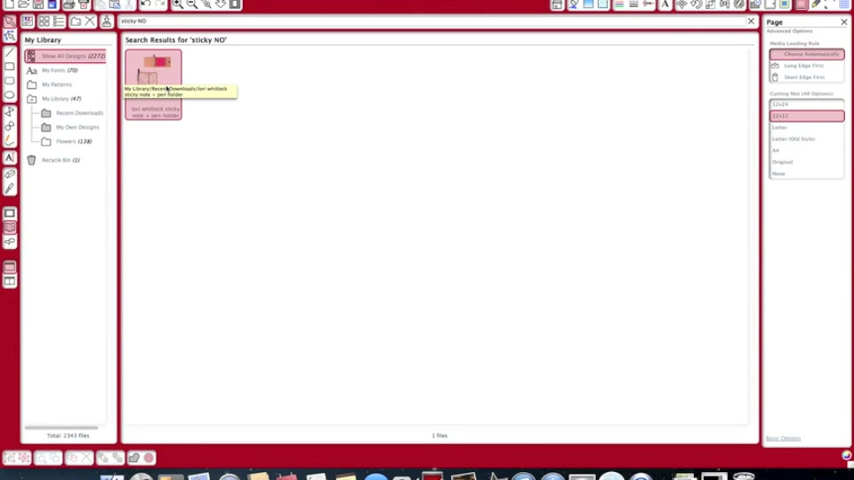 sticky NO
My Library
Show All Designs (2272)
My Fonts (70)
My Patterns
My Library (47)
Recent Downloads
My Own Designs
Flowers (138)
Recycle Bin (1)
Total: 2343 files
Search Results for 'sticky NO'
My Library/Recent Downloads/lori whitlock
sticky note + pen holder
lori whitlock sticky
note + pen holder
1 files
Page
Advanced Options
Media Loading Rule
Choose Automatically
Long Edge First
Short Edge First
Cutting Mat (All Options)
12x24
12x12
Letter
Letter (Old Style)
A4
Original
None
Basic Options